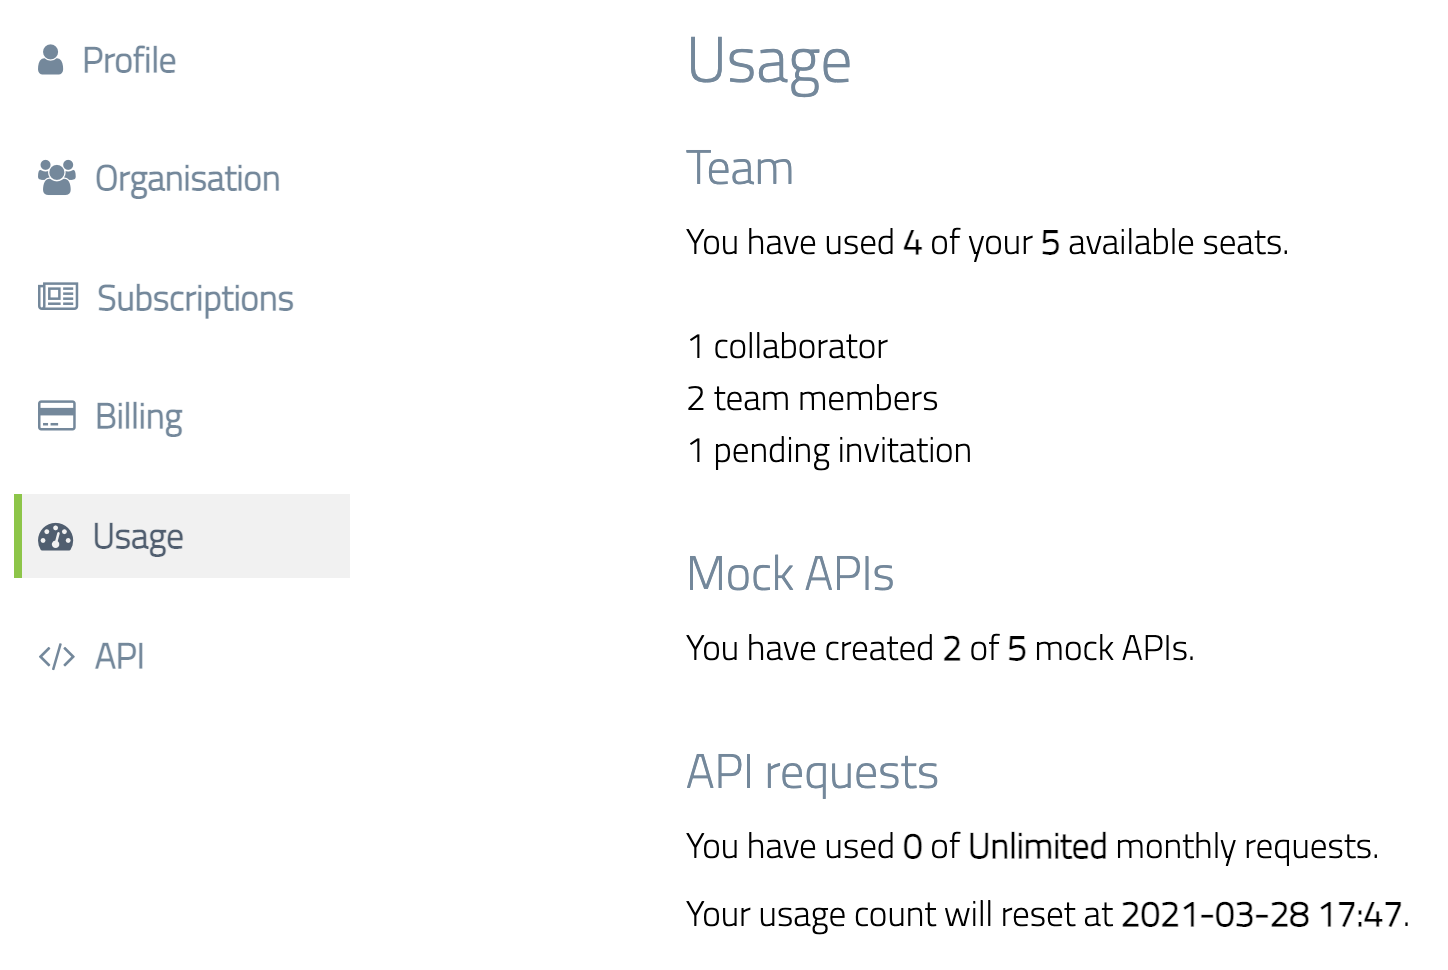 Profile
Organisation
Subscriptions
Billing
Usage
API
Usage
Team
You have used 4 of your 5 available seats.
1 collaborator
2 team members
1 pending invitation
Mock APIs
You have created 2 of 5 mock APIs.
API requests
You have used 0 of Unlimited monthly requests.
Your usage count will reset at 2021-03-28 17:47.